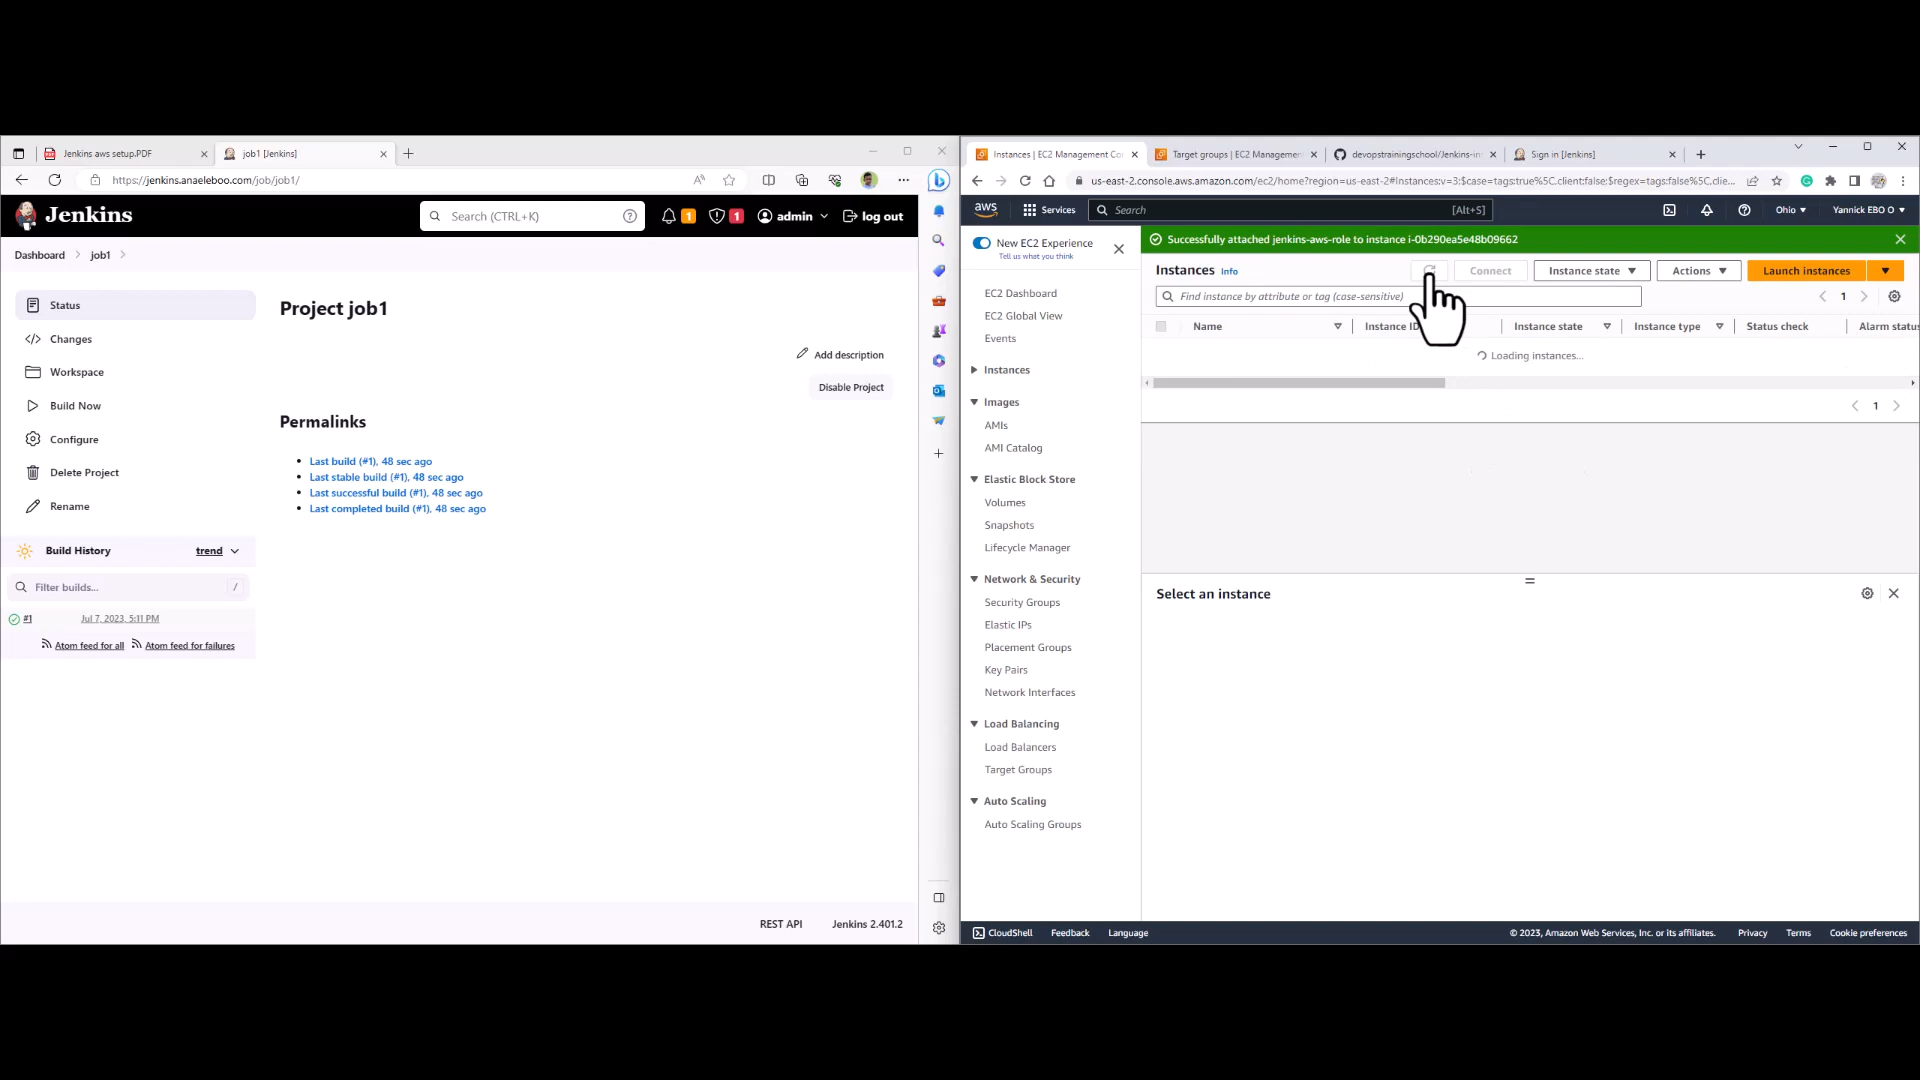 Jenkins aws setup.PDF
job1 [Jenkins]
https://jenkins.anaeleboo.com/job/job1/
Jenkins
Search (CTRL+K)
1
1
admin
log out
Dashboard
job1
Status
Changes
Workspace
Build Now
Configure
Delete Project
Rename
Build History
trend
Filter builds...
/
#1
Jul 7, 2023, 5:11 PM
Atom feed for all
Atom feed for failures
Project job1
Add description
Disable Project
Permalinks
Last build (#1), 48 sec ago
Last stable build (#1), 48 sec ago
Last successful build (#1), 48 sec ago
Last completed build (#1), 48 sec ago
REST API
Jenkins 2.401.2
Instances | EC2 Management Co
Target groups | EC2 Managemen
devopstrainingschool/Jenkins-in
Sign in [Jenkins]
us-east-2.console.aws.amazon.com/ec2/home?region=us-east-2#Instances:v=3;$case=tags:true%5C,client:false;$regex=tags:false%5C,clie...
aws
Services
Search
[Alt+S]
Ohio
Yannick EBO O
New EC2 Experience
Tell us what you think
EC2 Dashboard
EC2 Global View
Events
Instances
Images
AMIs
AMI Catalog
Elastic Block Store
Volumes
Snapshots
Lifecycle Manager
Network & Security
Security Groups
Elastic IPs
Placement Groups
Key Pairs
Network Interfaces
Load Balancing
Load Balancers
Target Groups
Auto Scaling
Auto Scaling Groups
Successfully attached jenkins-aws-role to instance i-0b290ea5e48b09662
Instances
Info
Connect
Instance state
Actions
Launch instances
Find instance by attribute or tag (case-sensitive)
1
Name
Instance ID
Instance state
Instance type
Status check
Alarm status
Loading instances...
1
Select an instance
CloudShell
Feedback
Language
© 2023, Amazon Web Services, Inc. or its affiliates.
Privacy
Terms
Cookie preferences